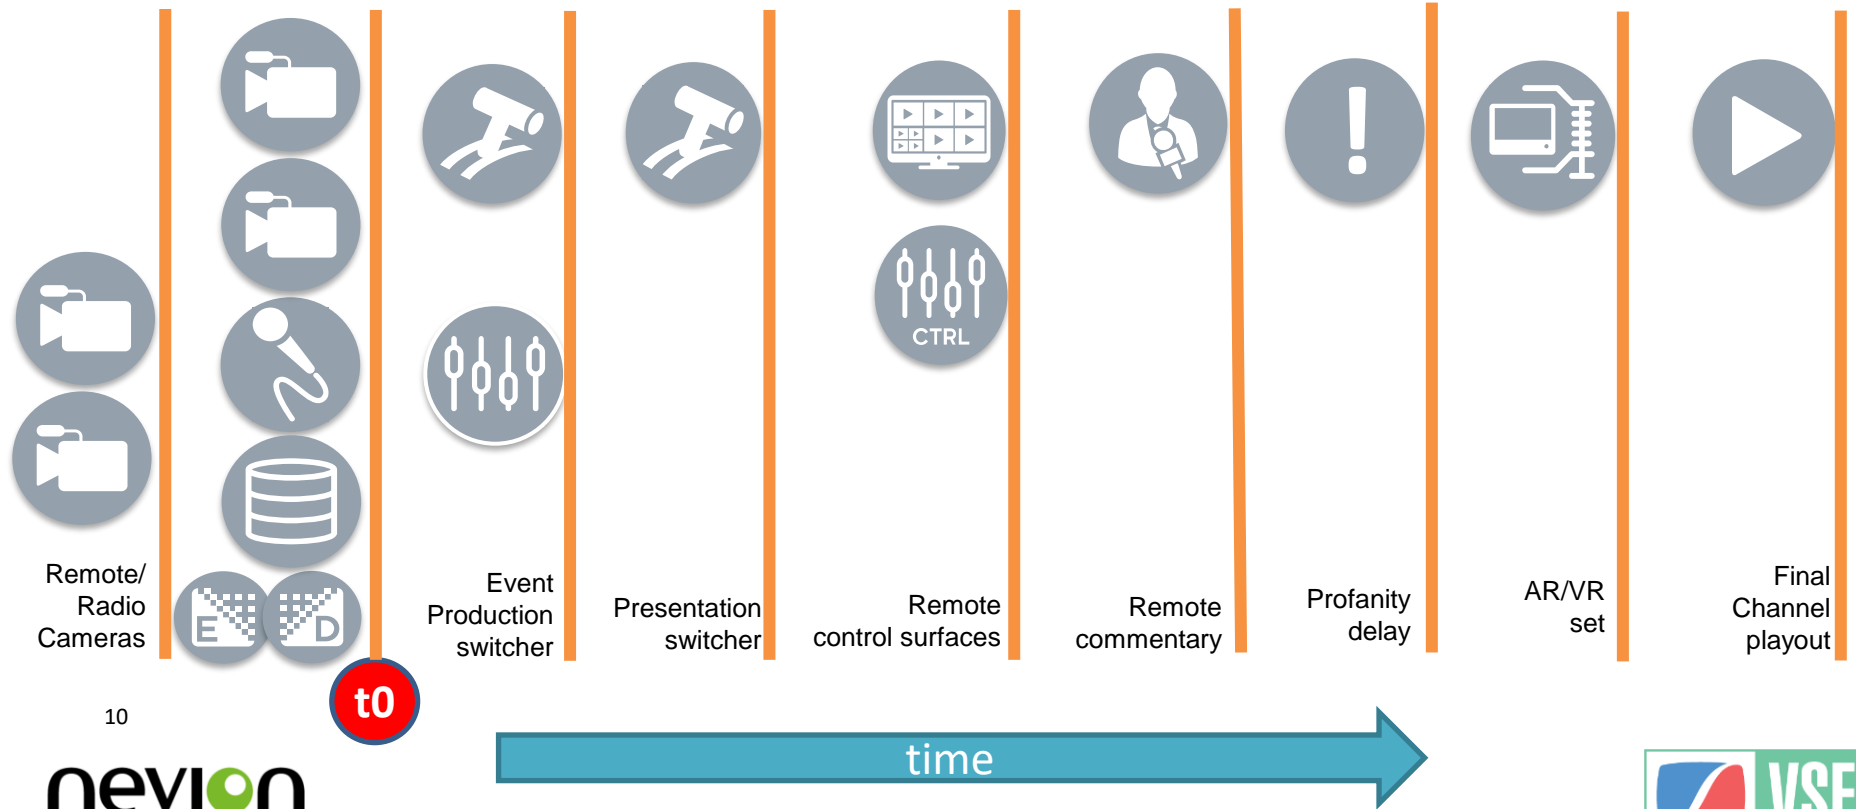 CTRL
E D
Remote/
Radio
Cameras
Event
Production
switcher
Presentation
switcher
Remote
control surfaces
Remote
commentary
Profanity
delay
AR/VR
set
Final
Channel
playout
t0
10
time
nevion
VSF